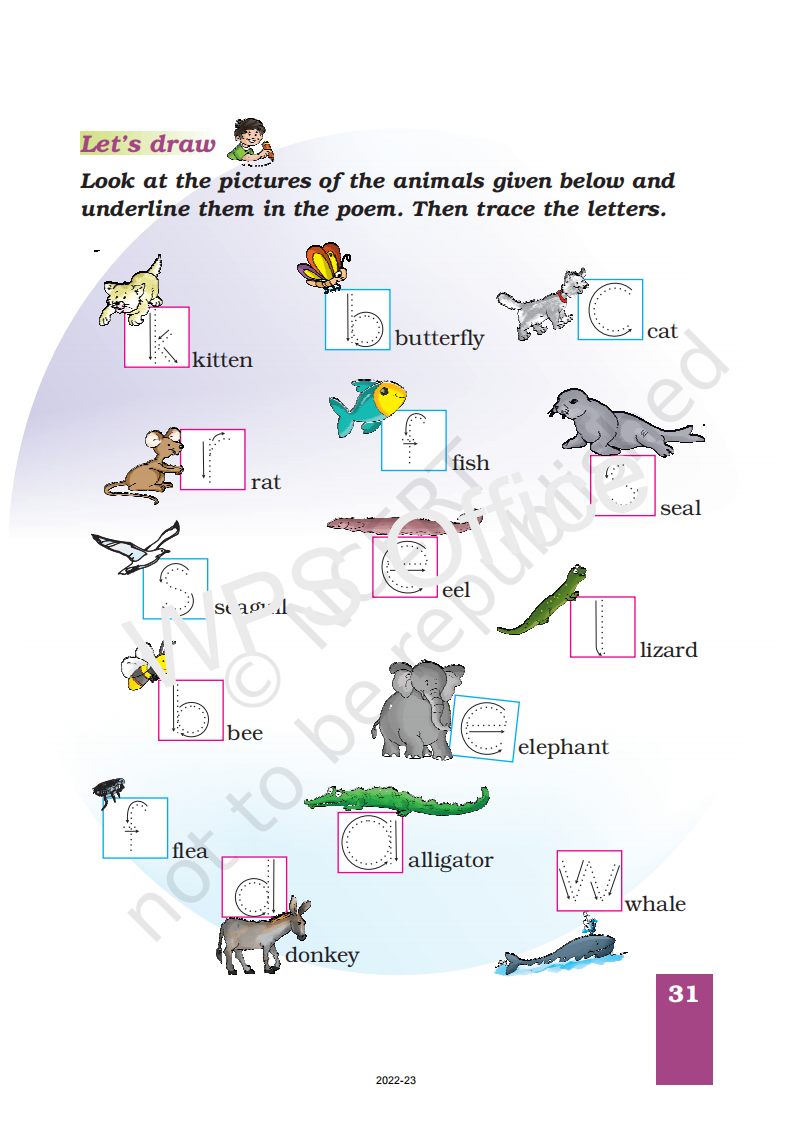 Let's draw
Look at the pictures of the animals given below and
underline them in the poem. Then trace the letters.
k kitten
b butterfly
c cat
r rat
f fish
s seal
s seagull
e eel
l lizard
b bee
e elephant
f flea
a alligator
d donkey
w whale
© NCERT
not to be republished
WPS Office
31
2022-23